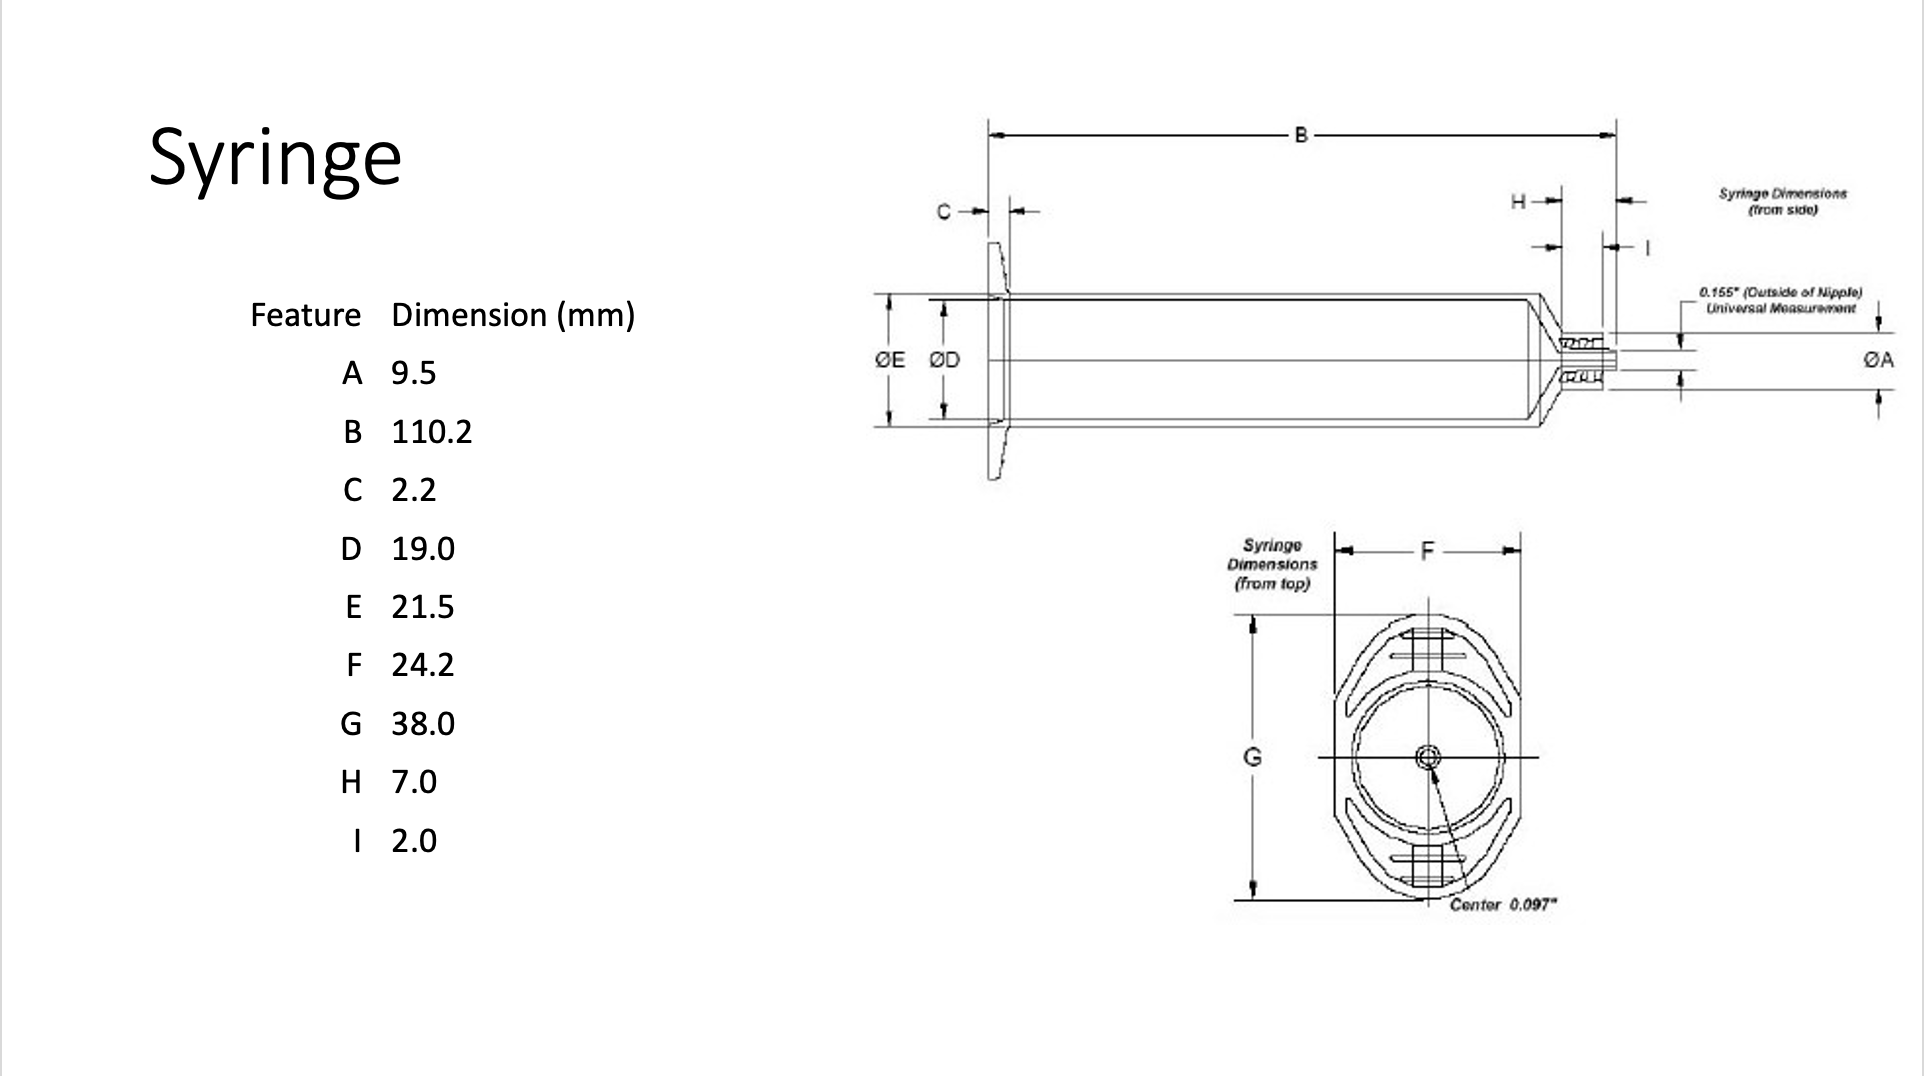 Syringe
Feature Dimension (mm)
A 9.5
B 110.2
C 2.2
D 19.0
E 21.5
F 24.2
G 38.0
H 7.0
I 2.0
B
C
H
Syringe Dimensions
(from side)
I
0.155" (Outside of Nipple)
Universal Measurement
ØE
ØD
ØA
Syringe
Dimensions
(from top)
F
G
Center 0.097"